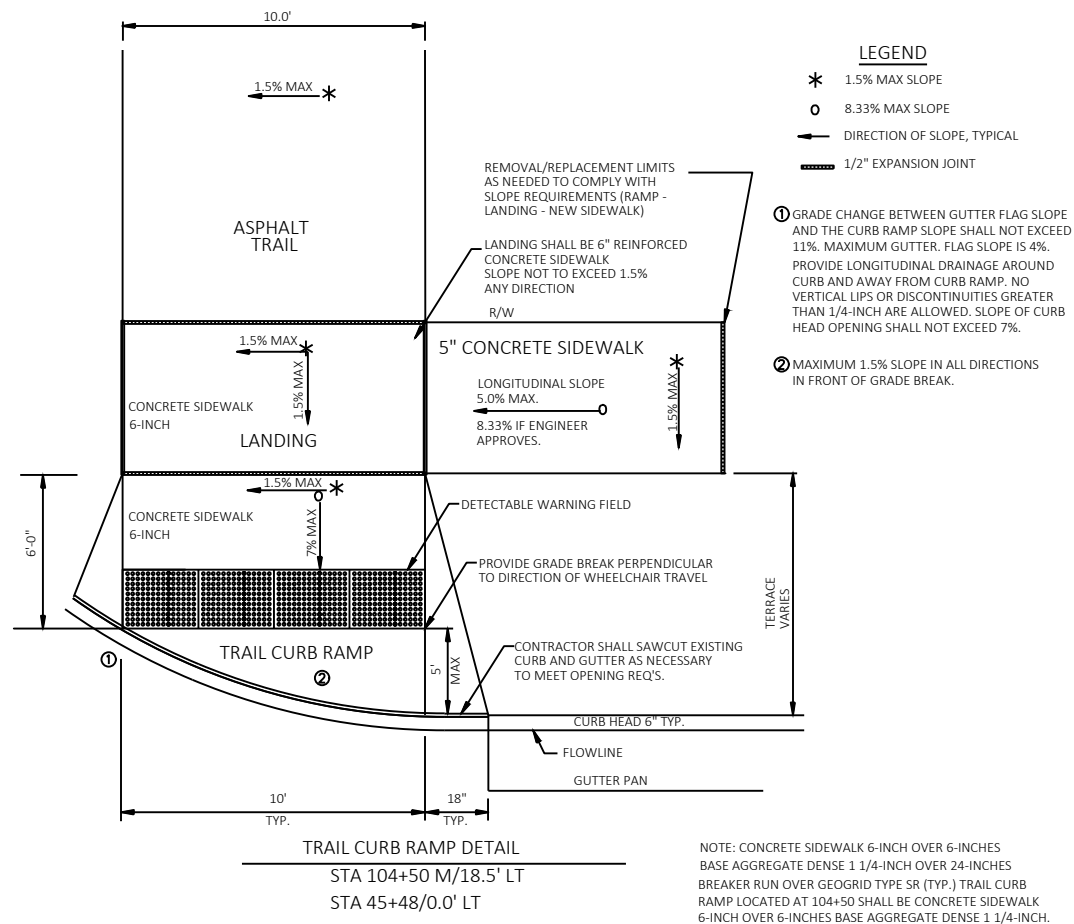 10.0'
1.5% MAX
ASPHALT
TRAIL
LEGEND
1.5% MAX SLOPE
8.33% MAX SLOPE
DIRECTION OF SLOPE, TYPICAL
1/2" EXPANSION JOINT
REMOVAL/REPLACEMENT LIMITS
AS NEEDED TO COMPLY WITH
SLOPE REQUIREMENTS (RAMP -
LANDING - NEW SIDEWALK)
LANDING SHALL BE 6" REINFORCED
CONCRETE SIDEWALK
SLOPE NOT TO EXCEED 1.5%
ANY DIRECTION
1 GRADE CHANGE BETWEEN GUTTER FLAG SLOPE
AND THE CURB RAMP SLOPE SHALL NOT EXCEED
11%. MAXIMUM GUTTER. FLAG SLOPE IS 4%.
PROVIDE LONGITUDINAL DRAINAGE AROUND
CURB AND AWAY FROM CURB RAMP. NO
VERTICAL LIPS OR DISCONTINUITIES GREATER
THAN 1/4-INCH ARE ALLOWED. SLOPE OF CURB
HEAD OPENING SHALL NOT EXCEED 7%.
2 MAXIMUM 1.5% SLOPE IN ALL DIRECTIONS
IN FRONT OF GRADE BREAK.
R/W
1.5% MAX
1.5% MAX
CONCRETE SIDEWALK
6-INCH
LANDING
5" CONCRETE SIDEWALK
LONGITUDINAL SLOPE
5.0% MAX.
8.33% IF ENGINEER
APPROVES.
1.5% MAX
1.5% MAX
CONCRETE SIDEWALK
6-INCH
7% MAX
6'-0"
DETECTABLE WARNING FIELD
PROVIDE GRADE BREAK PERPENDICULAR
TO DIRECTION OF WHEELCHAIR TRAVEL
TERRACE
VARIES
1
TRAIL CURB RAMP
2
5'
MAX
CONTRACTOR SHALL SAWCUT EXISTING
CURB AND GUTTER AS NECESSARY
TO MEET OPENING REQ'S.
CURB HEAD 6" TYP.
FLOWLINE
GUTTER PAN
10'
TYP.
18"
TYP.
TRAIL CURB RAMP DETAIL
STA 104+50 M/18.5' LT
STA 45+48/0.0' LT
NOTE: CONCRETE SIDEWALK 6-INCH OVER 6-INCHES
BASE AGGREGATE DENSE 1 1/4-INCH OVER 24-INCHES
BREAKER RUN OVER GEOGRID TYPE SR (TYP.) TRAIL CURB
RAMP LOCATED AT 104+50 SHALL BE CONCRETE SIDEWALK
6-INCH OVER 6-INCHES BASE AGGREGATE DENSE 1 1/4-INCH.